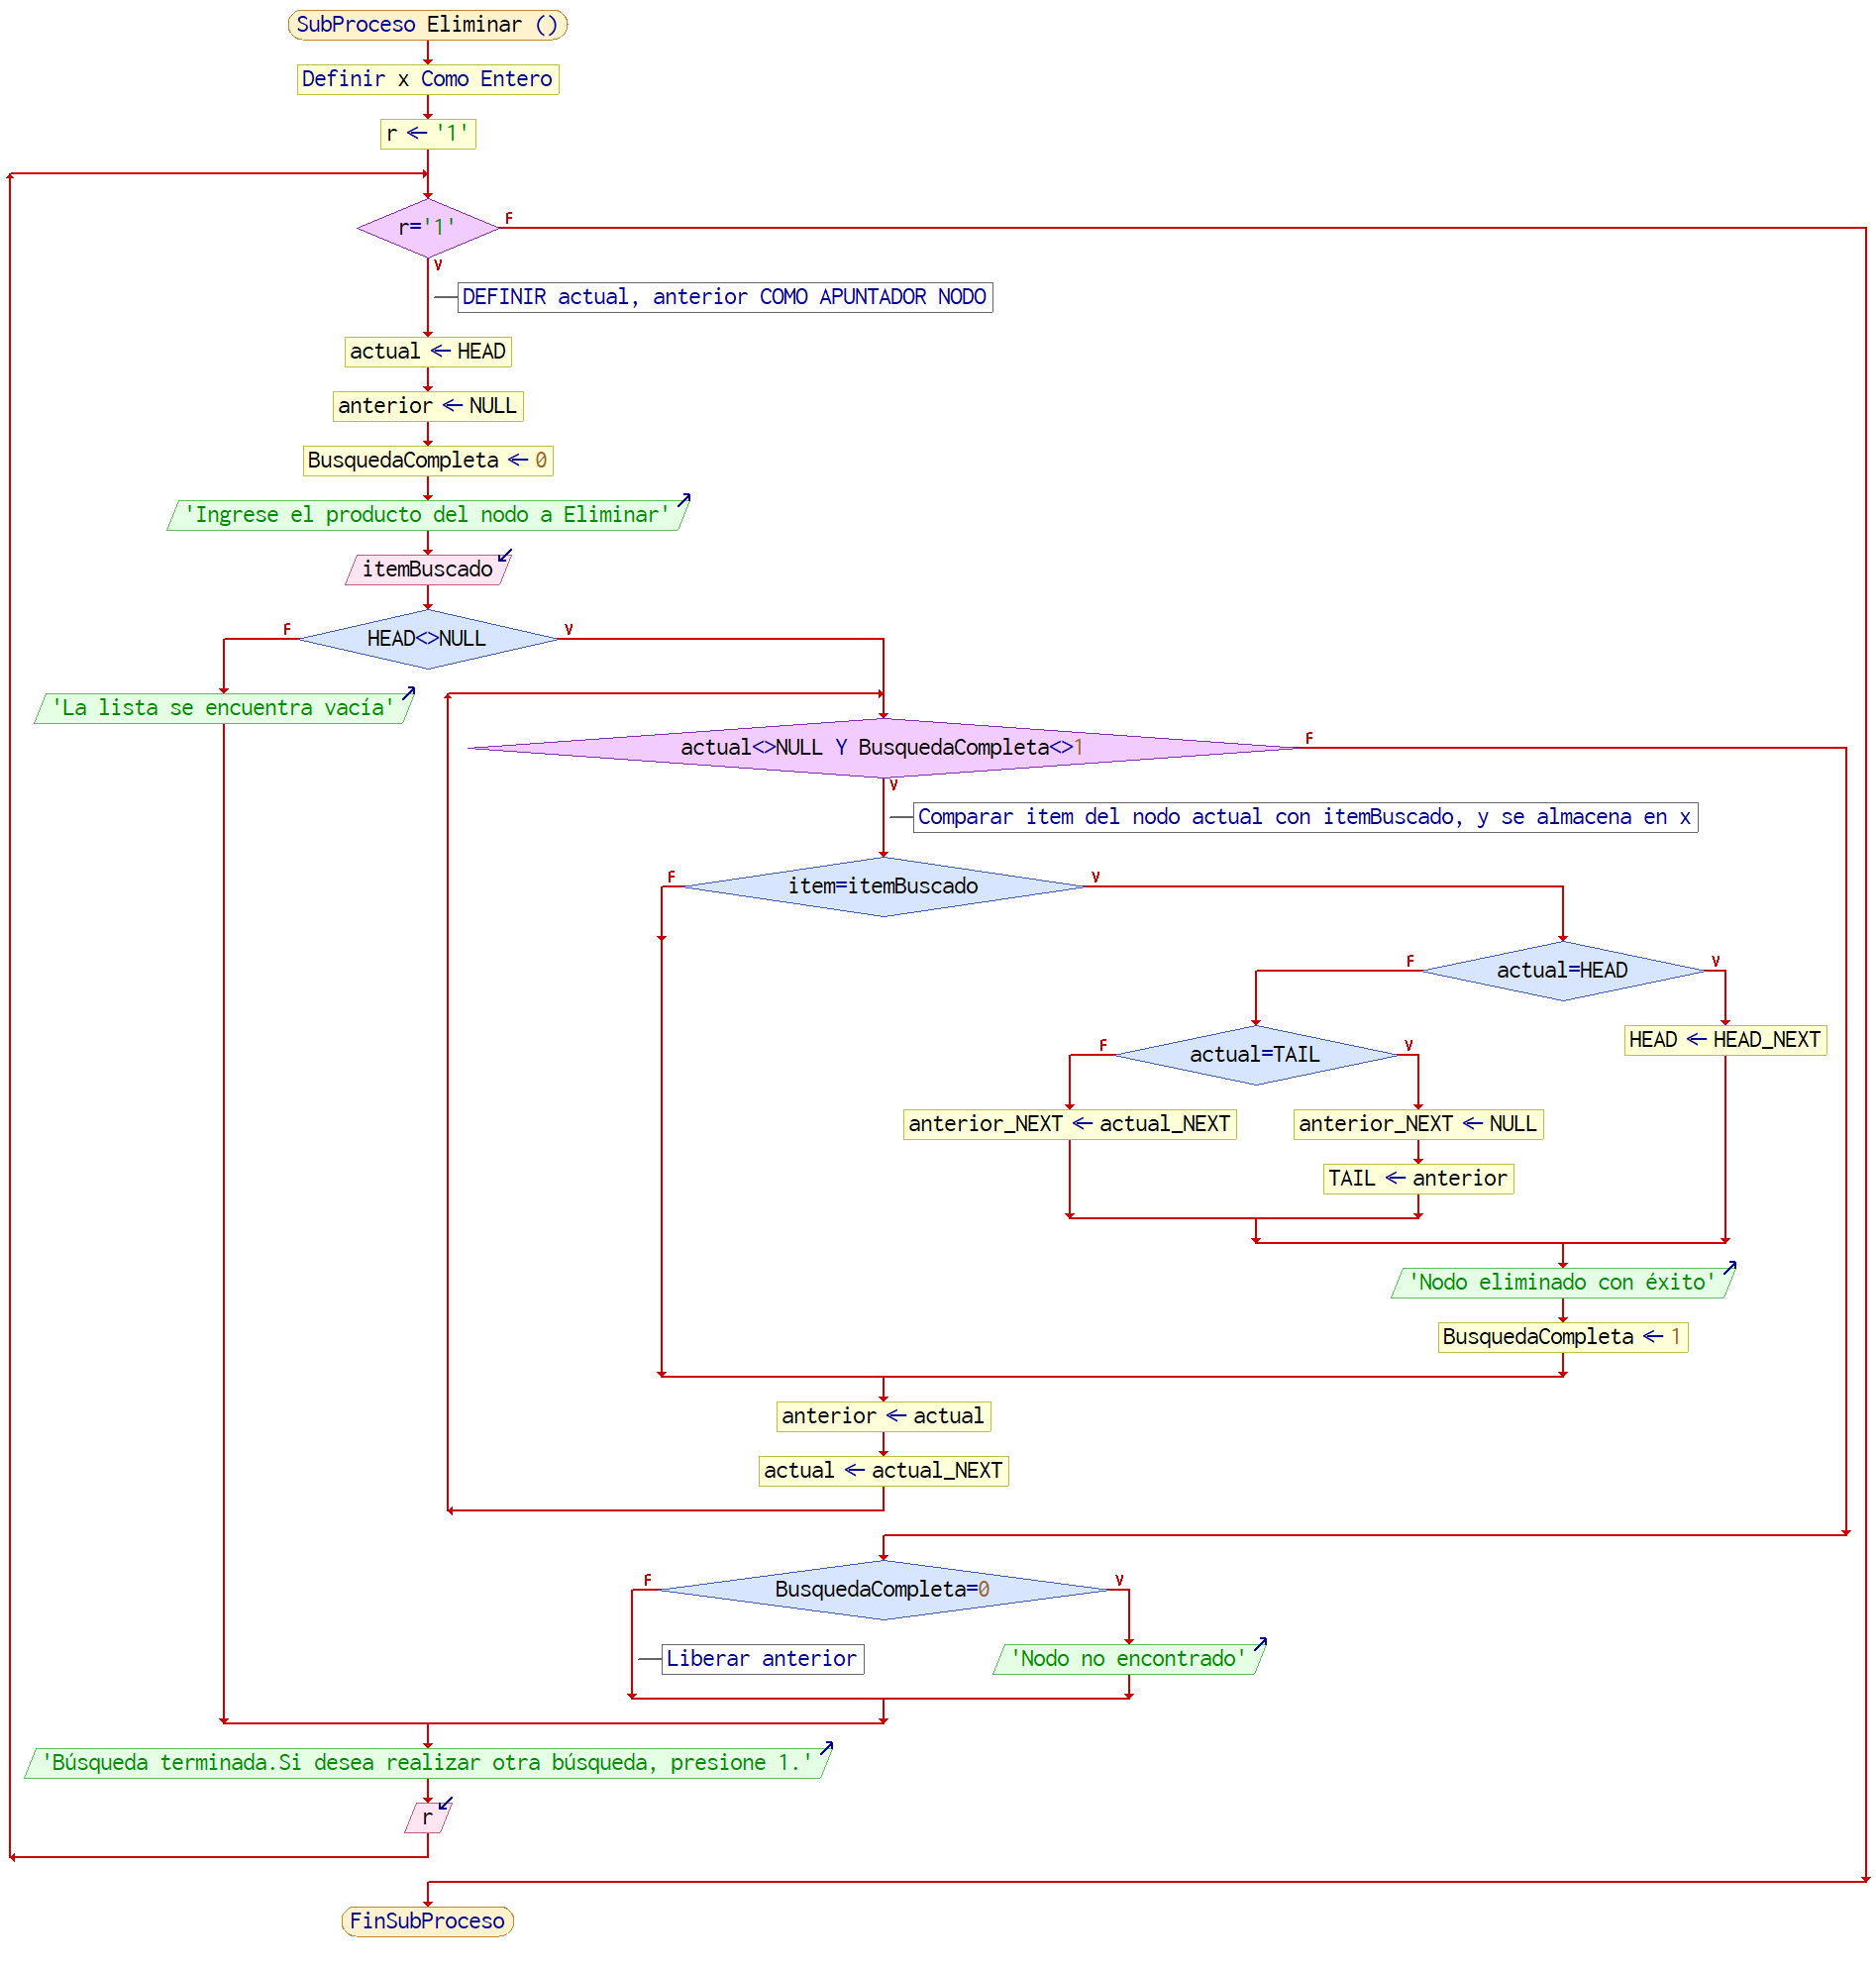 SubProceso Eliminar ()
Definir x Como Entero
r ← '1'
r='1'
F
V
DEFINIR actual, anterior COMO APUNTADOR NODO
actual ← HEAD
anterior ← NULL
BusquedaCompleta ← 0
'Ingrese el producto del nodo a Eliminar'
itemBuscado
F
HEAD<>NULL
V
'La lista se encuentra vacía'
actual<>NULL Y BusquedaCompleta<>1
F
V
Comparar item del nodo actual con itemBuscado, y se almacena en x
F
item=itemBuscado
V
F
actual=HEAD
V
HEAD ← HEAD_NEXT
F
actual=TAIL
V
anterior_NEXT ← actual_NEXT
anterior_NEXT ← NULL
TAIL ← anterior
'Nodo eliminado con éxito'
BusquedaCompleta ← 1
anterior ← actual
actual ← actual_NEXT
F
BusquedaCompleta=0
V
Liberar anterior
'Nodo no encontrado'
'Búsqueda terminada.Si desea realizar otra búsqueda, presione 1.'
r
FinSubProceso